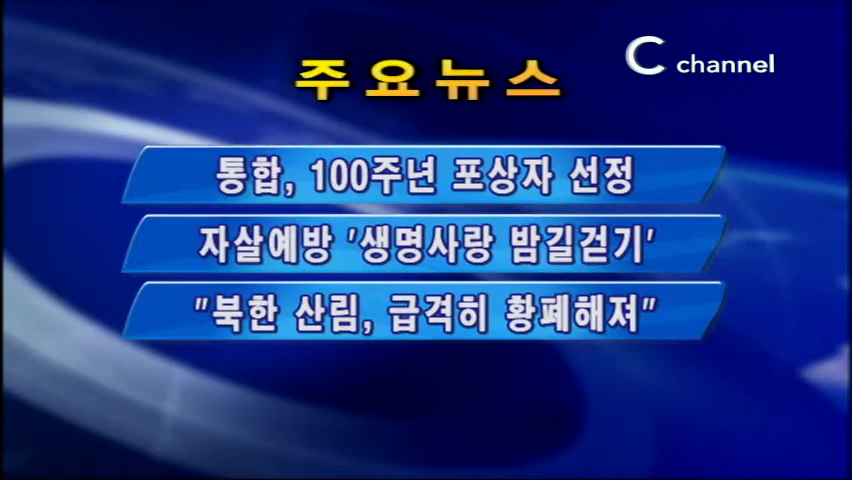 C channel
주요뉴스
통합, 100주년 포상자 선정
자살예방 '생명사랑 밤길걷기'
"북한 산림, 급격히 황폐해져"